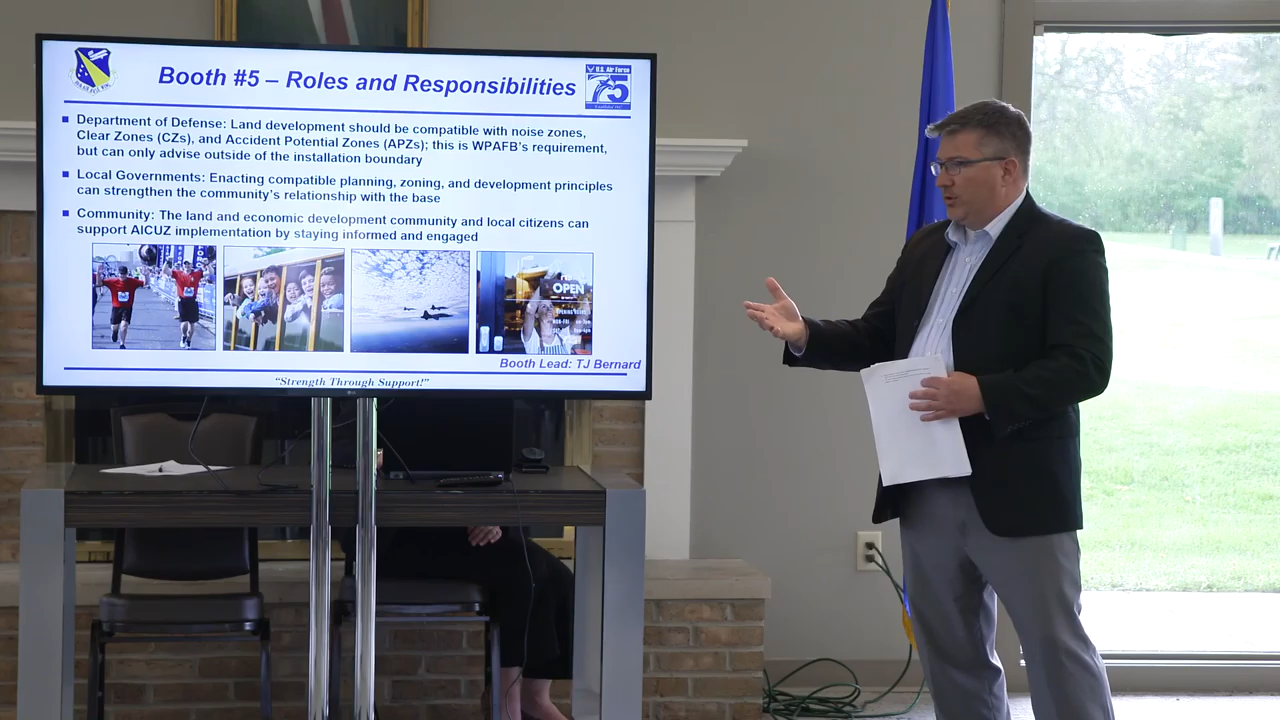 Booth #5 – Roles and Responsibilities
U.S. Air Force
75
Department of Defense: Land development should be compatible with noise zones,
Clear Zones (CZs), and Accident Potential Zones (APZs); this is WPAFB's requirement,
but can only advise outside of the installation boundary
Local Governments: Enacting compatible planning, zoning, and development principles
can strengthen the community's relationship with the base
Community: The land and economic development community and local citizens can
support AICUZ implementation by staying informed and engaged
OPEN
Booth Lead: TJ Bernard
"Strength Through Support!"
LG